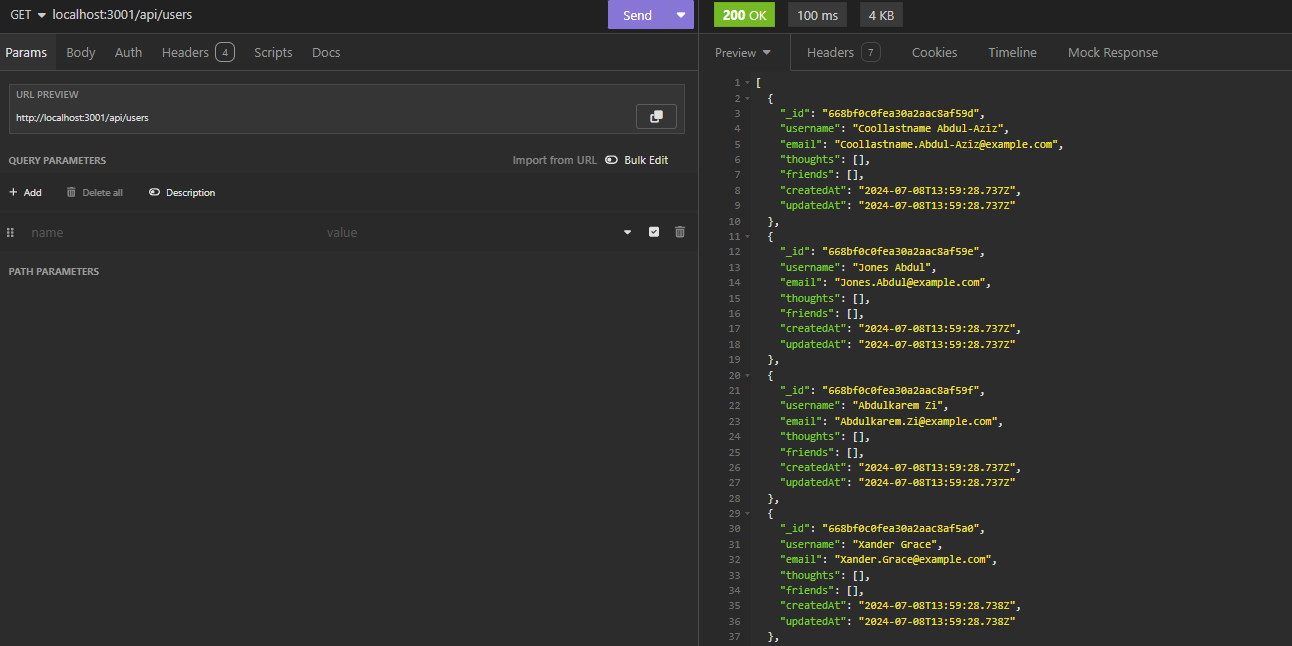 GET localhost:3001/api/users Send 200 OK 100 ms 4 KB
Params Body Auth Headers 4 Scripts Docs
URL PREVIEW
http://localhost:3001/api/users
QUERY PARAMETERS Import from URL Bulk Edit
+ Add Delete all Description
name value
PATH PARAMETERS
Preview Headers 7 Cookies Timeline Mock Response
1 [
2 {
3 "_id": "668bf0c0fea30a2aac8af59d",
4 "username": "Coollastname Abdul-Aziz",
5 "email": "Coollastname.Abdul-Aziz@example.com",
6 "thoughts": [],
7 "friends": [],
8 "createdAt": "2024-07-08T13:59:28.737Z",
9 "updatedAt": "2024-07-08T13:59:28.737Z"
10 },
11 {
12 "_id": "668bf0c0fea30a2aac8af59e",
13 "username": "Jones Abdul",
14 "email": "Jones.Abdul@example.com",
15 "thoughts": [],
16 "friends": [],
17 "createdAt": "2024-07-08T13:59:28.737Z",
18 "updatedAt": "2024-07-08T13:59:28.737Z"
19 },
20 {
21 "_id": "668bf0c0fea30a2aac8af59f",
22 "username": "Abdulkarem Zi",
23 "email": "Abdulkarem.Zi@example.com",
24 "thoughts": [],
25 "friends": [],
26 "createdAt": "2024-07-08T13:59:28.737Z",
27 "updatedAt": "2024-07-08T13:59:28.737Z"
28 },
29 {
30 "_id": "668bf0c0fea30a2aac8af5a0",
31 "username": "Xander Grace",
32 "email": "Xander.Grace@example.com",
33 "thoughts": [],
34 "friends": [],
35 "createdAt": "2024-07-08T13:59:28.738Z",
36 "updatedAt": "2024-07-08T13:59:28.738Z"
37 },